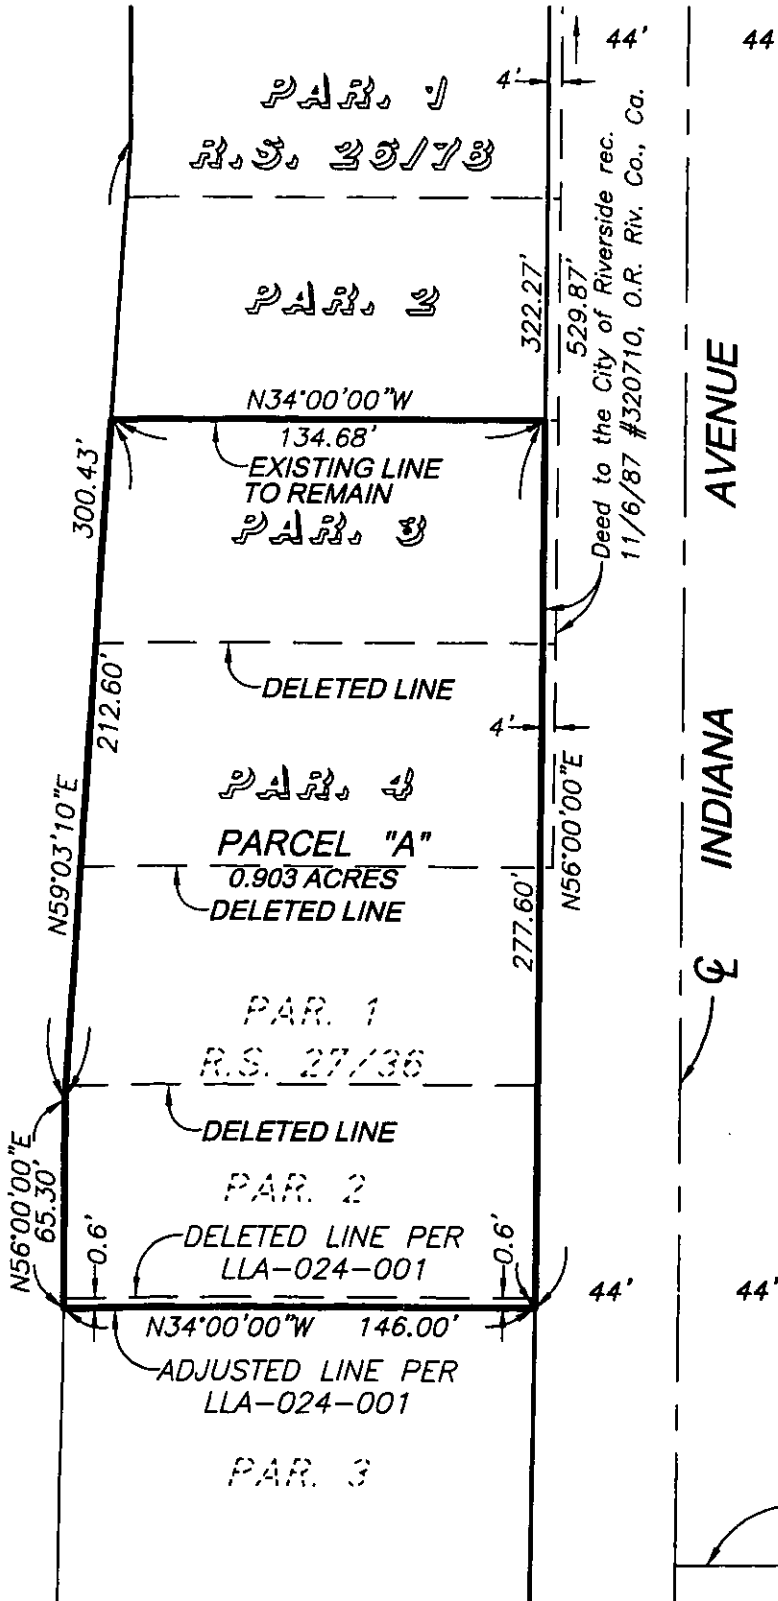 44'
44
4'
PAR. 1
R.S. 26/78
Deed to the City of Riverside rec.
11/6/87 #320710, O.R. Riv. Co., Ca.
322.27'
529.87'
PAR. 2
N34°00'00"W
134.68'
EXISTING LINE
TO REMAIN
300.43'
PAR. 3
AVENUE
DELETED LINE
212.60'
4'
PAR. 4
N59°03'10"E
PARCEL "A"
0.903 ACRES
N56°00'00"E
INDIANA
DELETED LINE
277.60'
℄
PAR. 1
R.S. 27/36
DELETED LINE
N56°00'00"E
65.30'
PAR. 2
0.6'
DELETED LINE PER
LLA-024-001
0.6'
44'
44'
N34°00'00"W 146.00'
ADJUSTED LINE PER
LLA-024-001
PAR. 3